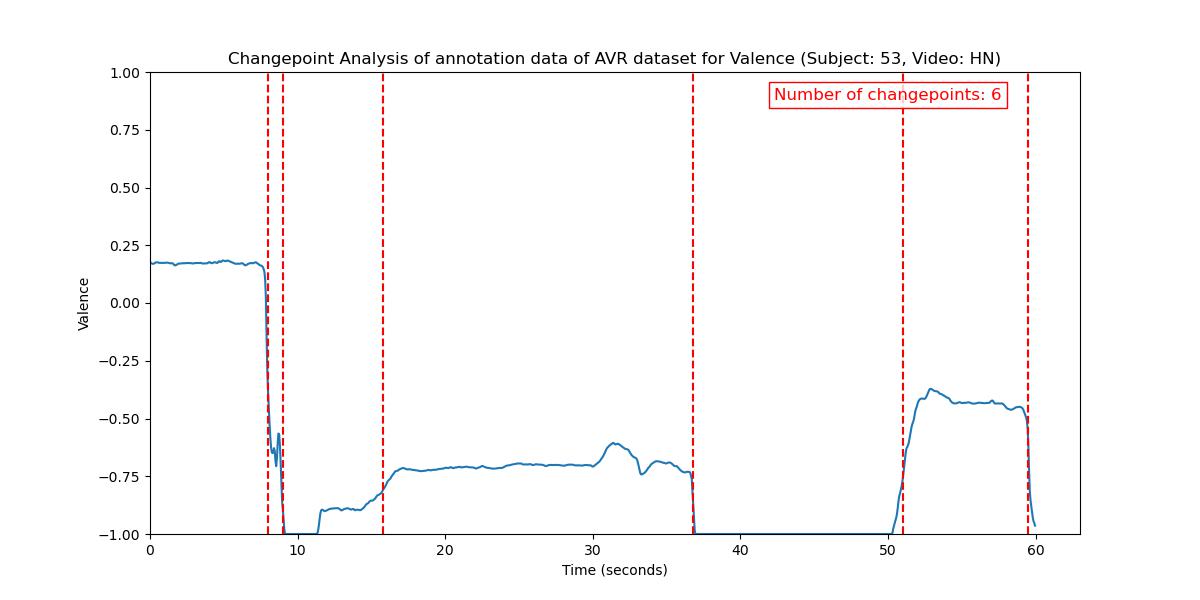 Changepoint Analysis of annotation data of AVR dataset for Valence (Subject: 53, Video: HN)
Number of changepoints: 6
1.00
0.75
0.50
0.25
0.00
−0.25
−0.50
−0.75
−1.00
Valence
0 10 20 30 40 50 60
Time (seconds)